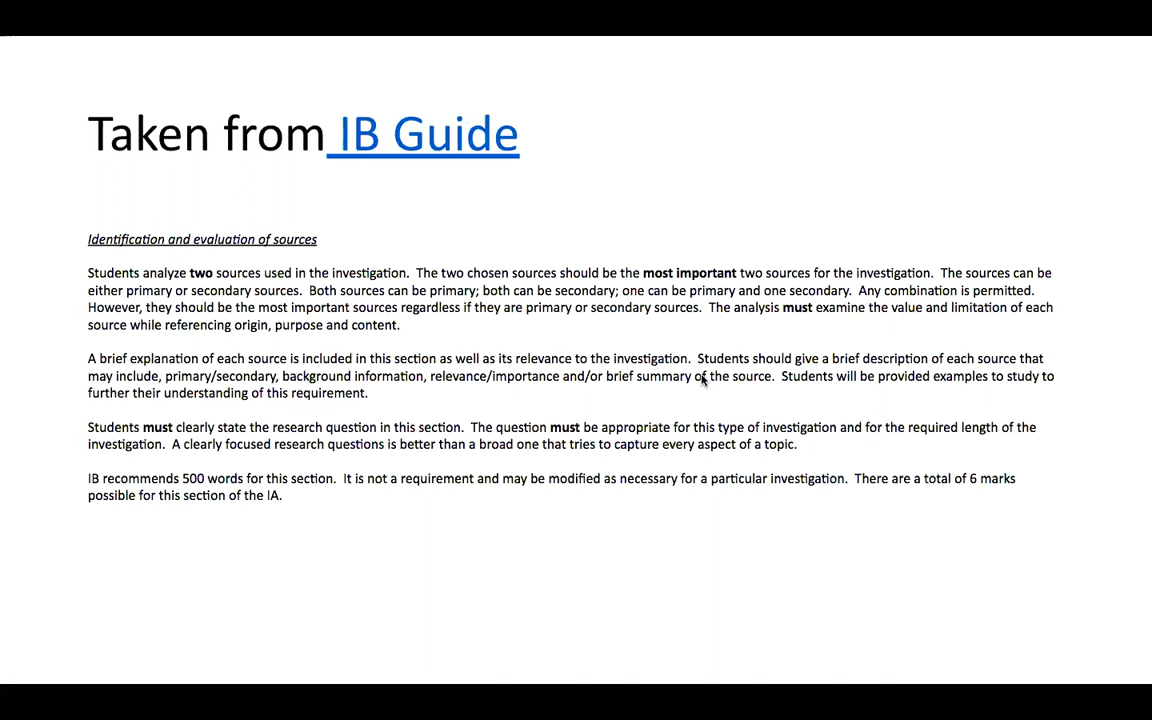 Taken from IB Guide
Identification and evaluation of sources
Students analyze two sources used in the investigation. The two chosen sources should be the most important two sources for the investigation. The sources can be
either primary or secondary sources. Both sources can be primary; both can be secondary; one can be primary and one secondary. Any combination is permitted.
However, they should be the most important sources regardless if they are primary or secondary sources. The analysis must examine the value and limitation of each
source while referencing origin, purpose and content.
A brief explanation of each source is included in this section as well as its relevance to the investigation. Students should give a brief description of each source that
may include, primary/secondary, background information, relevance/importance and/or brief summary of the source. Students will be provided examples to study to
further their understanding of this requirement.
Students must clearly state the research question in this section. The question must be appropriate for this type of investigation and for the required length of the
investigation. A clearly focused research questions is better than a broad one that tries to capture every aspect of a topic.
IB recommends 500 words for this section. It is not a requirement and may be modified as necessary for a particular investigation. There are a total of 6 marks
possible for this section of the IA.